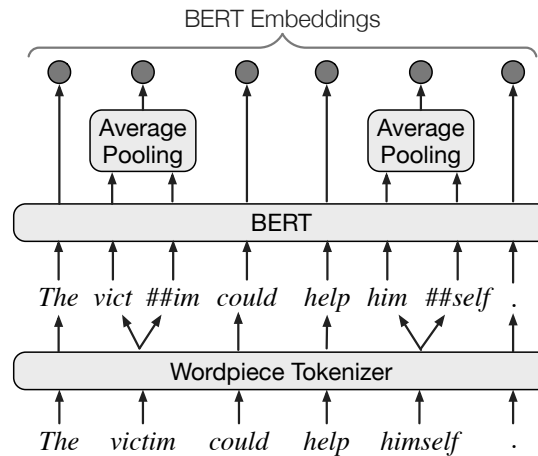 BERT Embeddings
Average Pooling
Average Pooling
BERT
The vict ##im could help him ##self .
Wordpiece Tokenizer
The victim could help himself .